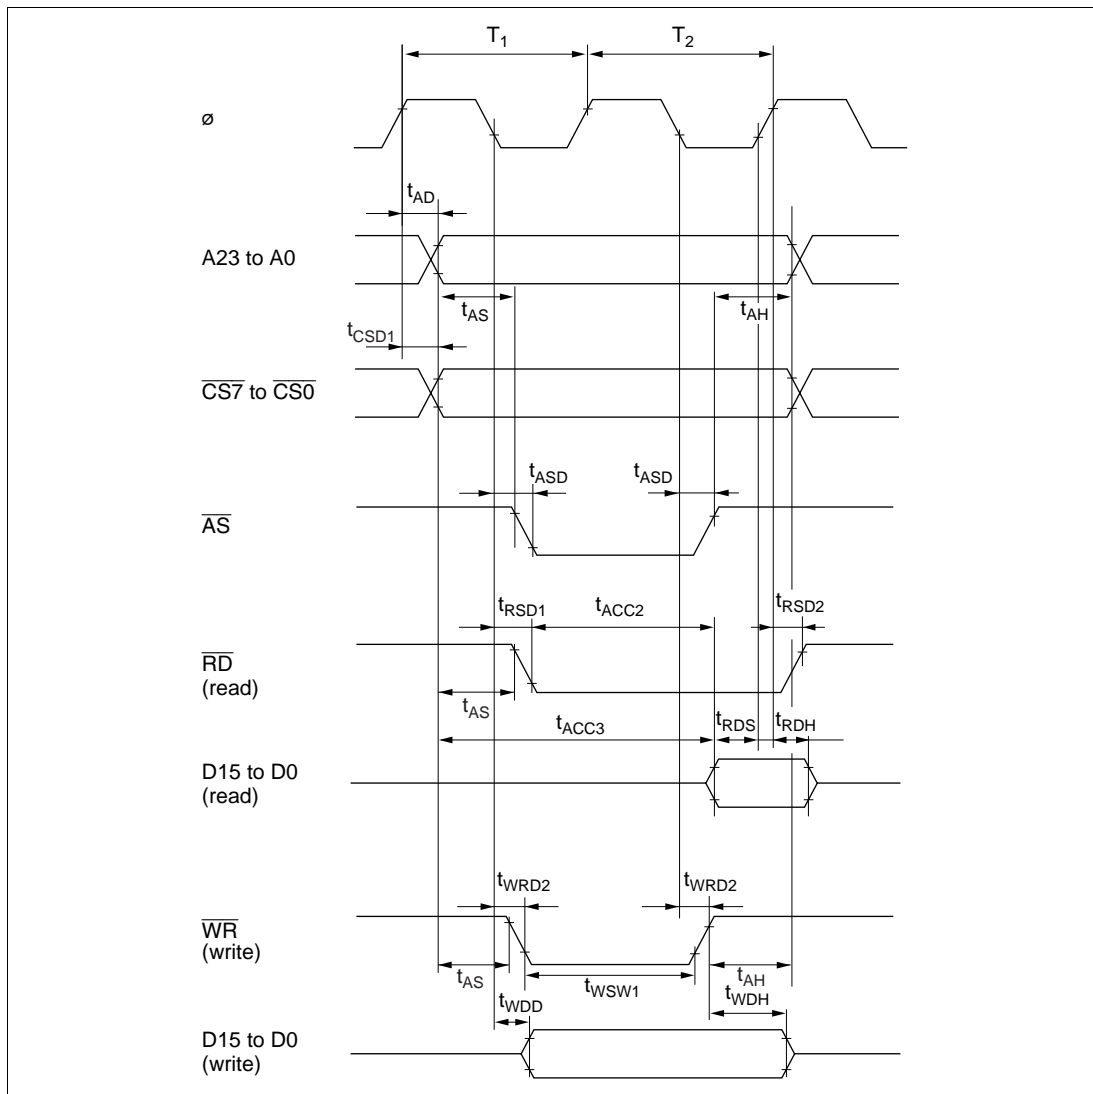 T1 T2
ø
tAD
A23 to A0
tAS tAH
tCSD1
CS7 to CS0
tASD tASD
AS
tRSD1 tACC2 tRSD2
RD
(read)
tAS
tACC3 tRDS tRDH
D15 to D0
(read)
tWRD2 tWRD2
WR
(write)
tAS tWSW1 tAH
tWDD tWDH
D15 to D0
(write)